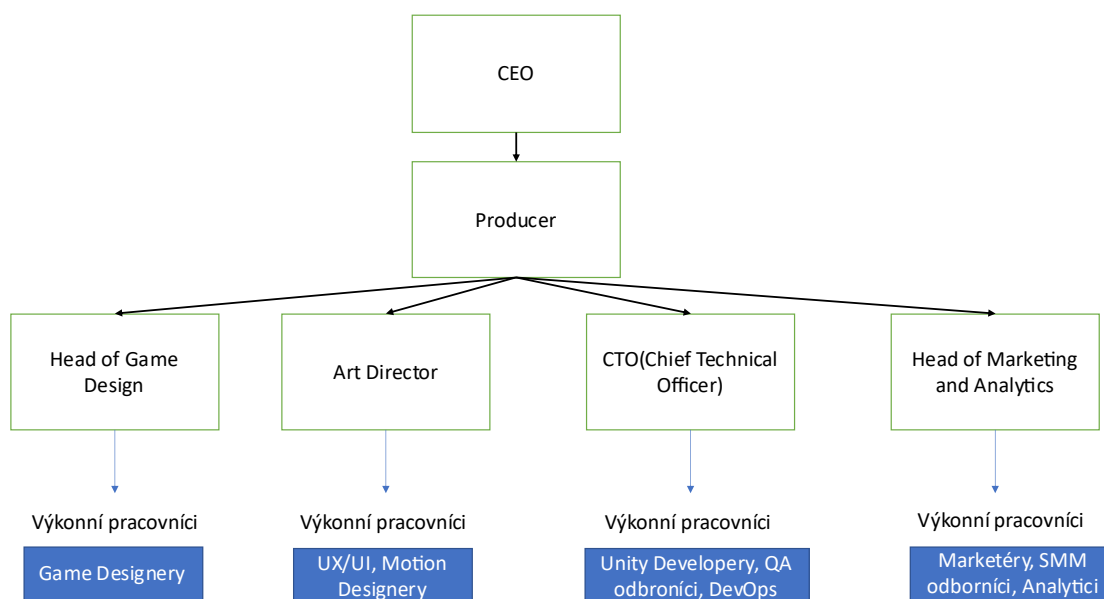 CEO
Producer
Head of Game
Design
Art Director
CTO(Chief Technical
Officer)
Head of Marketing
and Analytics
Výkonní pracovníci
Výkonní pracovníci
Výkonní pracovníci
Výkonní pracovníci
Game Designery
UX/UI, Motion
Designery
Unity Developery, QA
odbroníci, DevOps
Marketéry, SMM
odborníci, Analytici